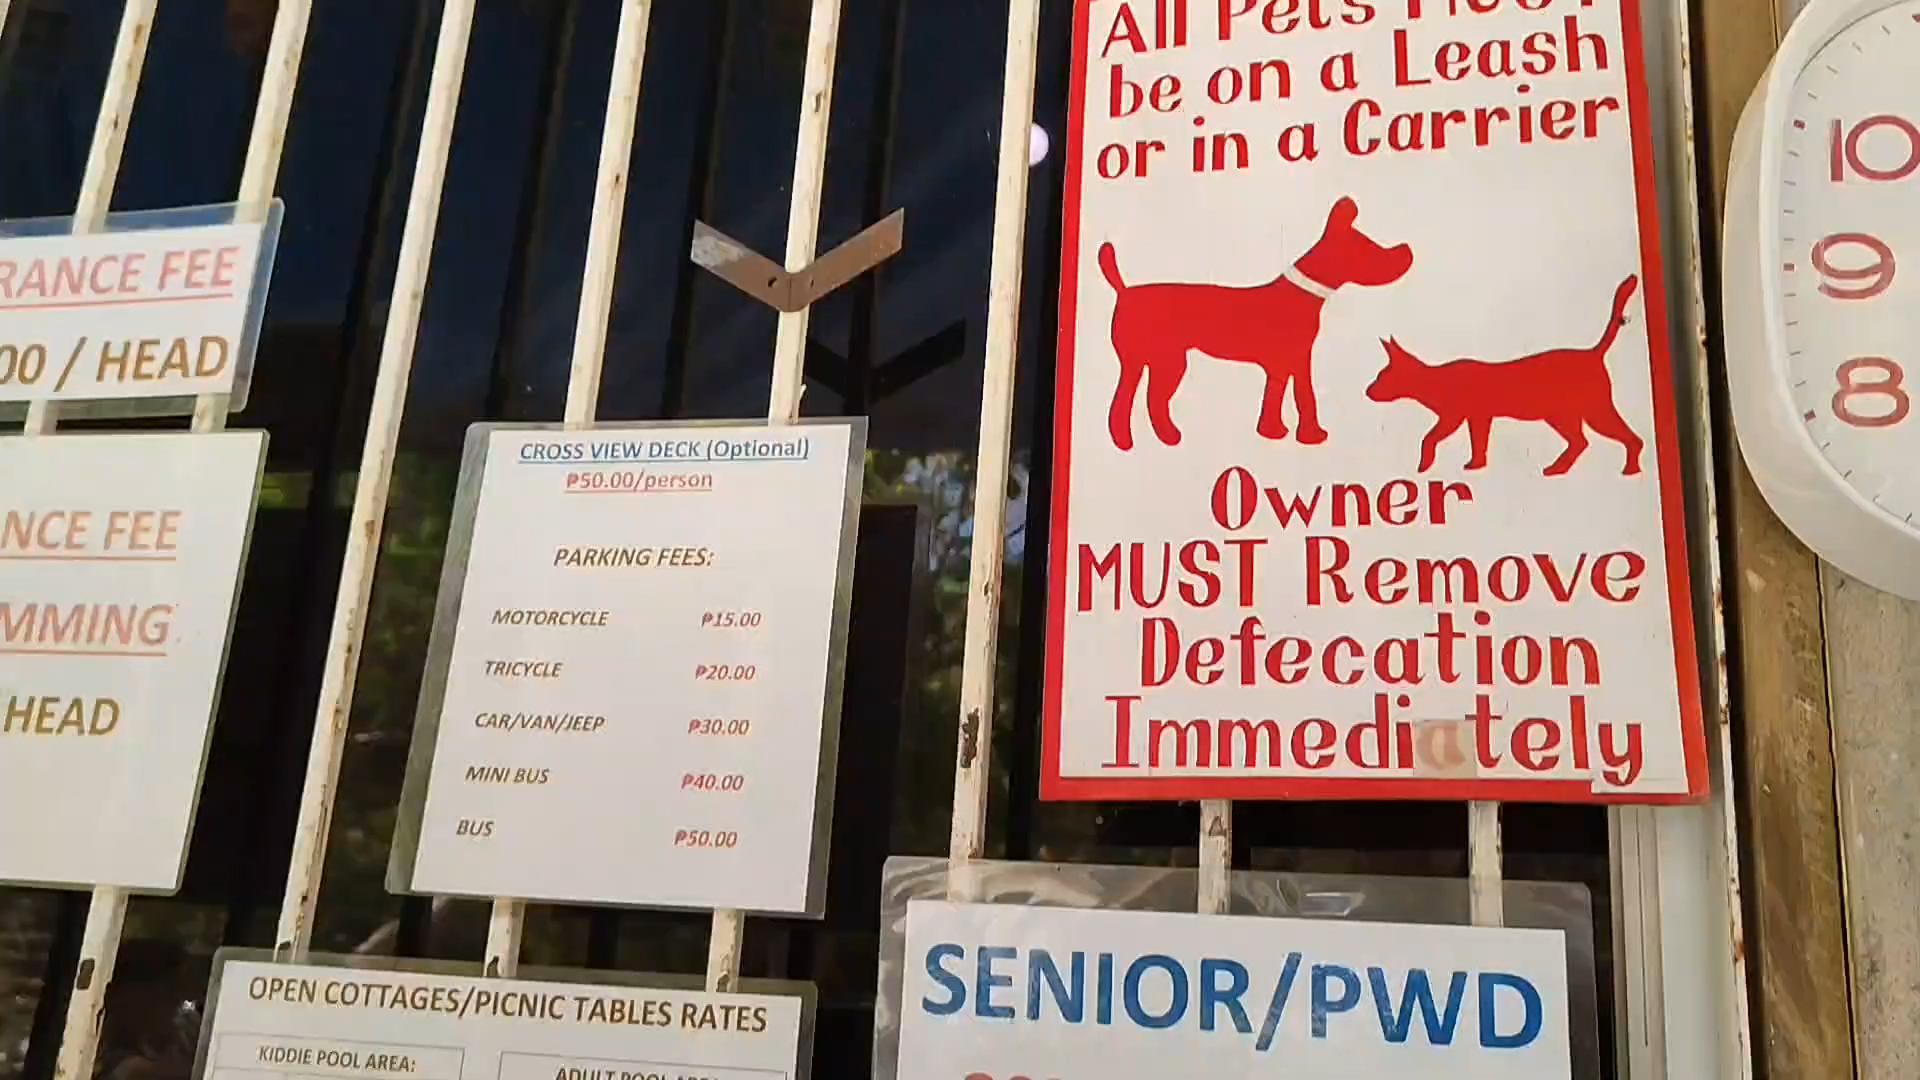 RANCE FEE
00 / HEAD
NCE FEE
MMING
HEAD
CROSS VIEW DECK (Optional)
₱50.00/person
PARKING FEES:
MOTORCYCLE ₱15.00
TRICYCLE ₱20.00
CAR/VAN/JEEP ₱30.00
MINI BUS ₱40.00
BUS ₱50.00
OPEN COTTAGES/PICNIC TABLES RATES
KIDDIE POOL AREA:
ADULT POOL
All Pets
be on a Leash
or in a Carrier
Owner
MUST Remove
Defecation
Immediately
SENIOR/PWD
10
9
8